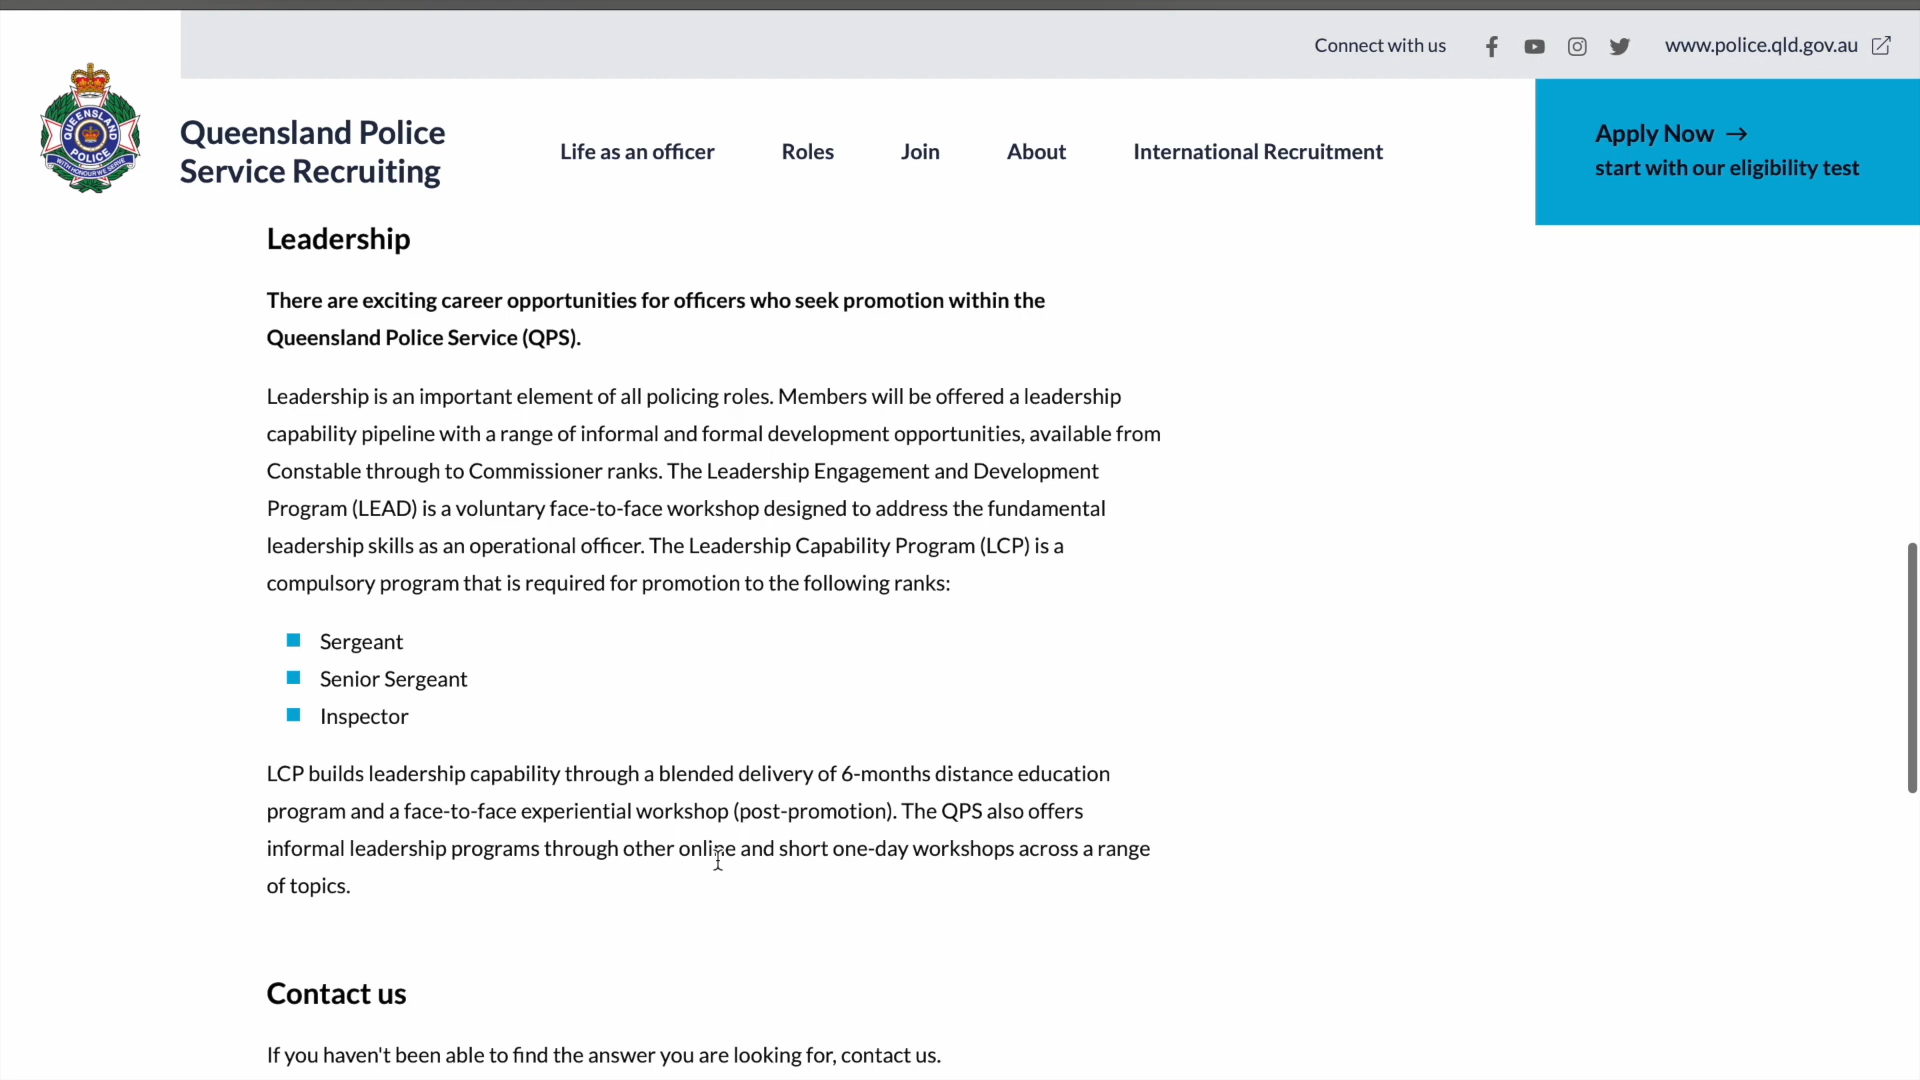 Connect with us
www.police.qld.gov.au
QUEENSLAND
POLICE
WITH HONOUR WE SERVE
Queensland Police
Service Recruiting
Life as an officer
Roles
Join
About
International Recruitment
Apply Now →
start with our eligibility test
Leadership
There are exciting career opportunities for officers who seek promotion within the
Queensland Police Service (QPS).
Leadership is an important element of all policing roles. Members will be offered a leadership
capability pipeline with a range of informal and formal development opportunities, available from
Constable through to Commissioner ranks. The Leadership Engagement and Development
Program (LEAD) is a voluntary face-to-face workshop designed to address the fundamental
leadership skills as an operational officer. The Leadership Capability Program (LCP) is a
compulsory program that is required for promotion to the following ranks:
Sergeant
Senior Sergeant
Inspector
LCP builds leadership capability through a blended delivery of 6-months distance education
program and a face-to-face experiential workshop (post-promotion). The QPS also offers
informal leadership programs through other online and short one-day workshops across a range
of topics.
Contact us
If you haven't been able to find the answer you are looking for, contact us.